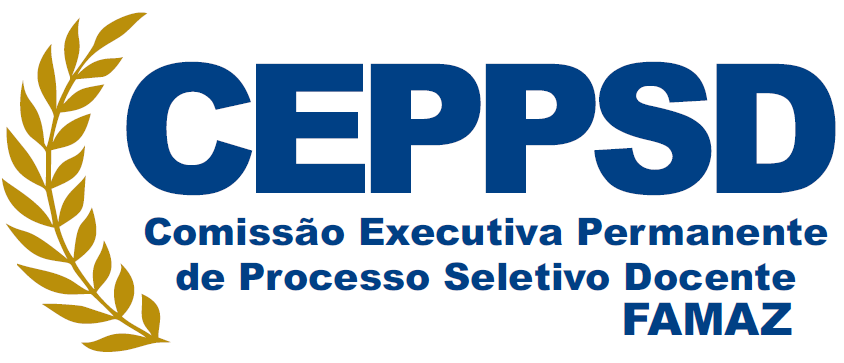 CEPPSD
Comissão Executiva Permanente
de Processo Seletivo Docente
FAMAZ